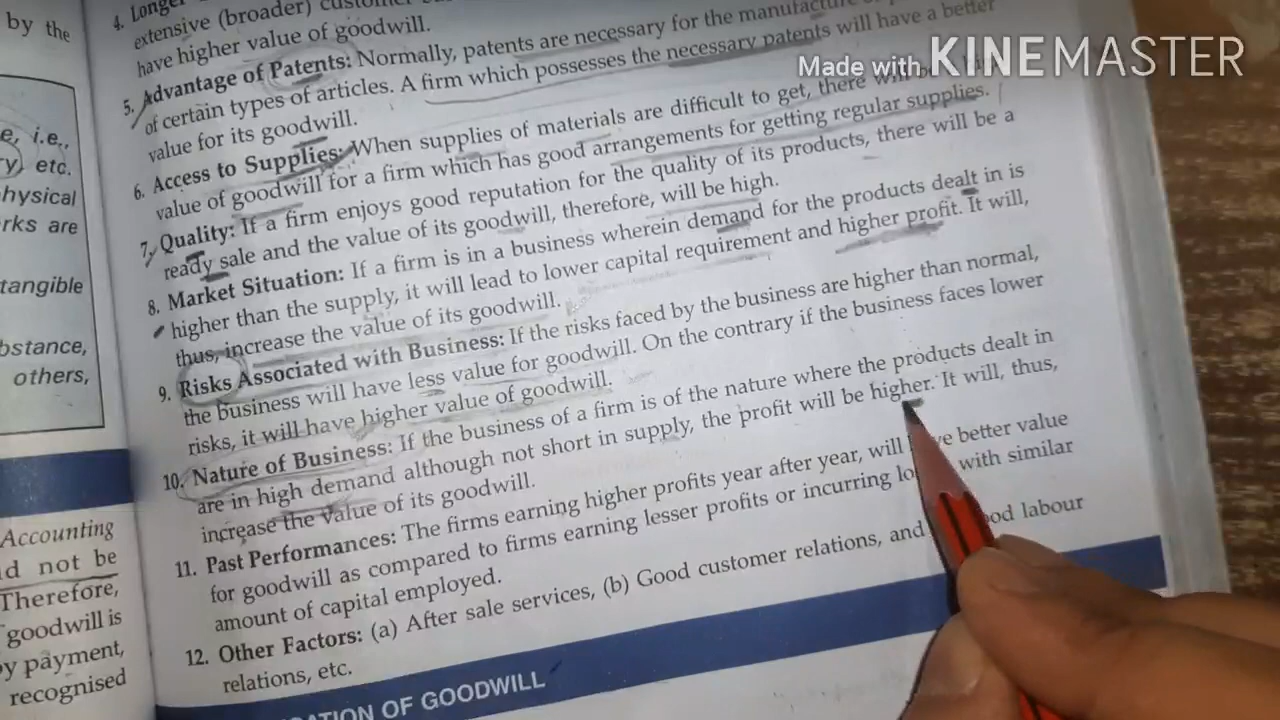 by the
e, i.e.,
ry, etc.
physical
rks are
tangible
bstance,
others,
Accounting
d not be
Therefore,
goodwill is
by payment,
recognised
4. Longer
extensive (broader)
have higher value of goodwill.
5. Advantage of Patents: Normally, patents are necessary for the manufacture
of certain types of articles. A firm which possesses the necessary patents will have a better
value for its goodwill.
6. Access to Supplies: When supplies of materials are difficult to get, there
value of goodwill for a firm which has good arrangements for getting regular supplies.
7. Quality: If a firm enjoys good reputation for the quality of its products, there will be a
ready sale and the value of its goodwill, therefore, will be high.
8. Market Situation: If a firm is in a business wherein demand for the products dealt in is
higher than the supply, it will lead to lower capital requirement and higher profit. It will,
thus, increase the value of its goodwill.
9. Risks Associated with Business: If the risks faced by the business are higher than normal,
the business will have less value for goodwill. On the contrary if the business faces lower
risks, it will have higher value of goodwill.
10. Nature of Business: If the business of a firm is of the nature where the products dealt in
are in high demand although not short in supply, the profit will be higher. It will, thus,
increase the value of its goodwill.
11. Past Performances: The firms earning higher profits year after year, will have better value
for goodwill as compared to firms earning lesser profits or incurring with similar
amount of capital employed.
12. Other Factors: (a) After sale services, (b) Good customer relations, and labour
relations, etc.
OF GOODWILL
Made with KINEMASTER